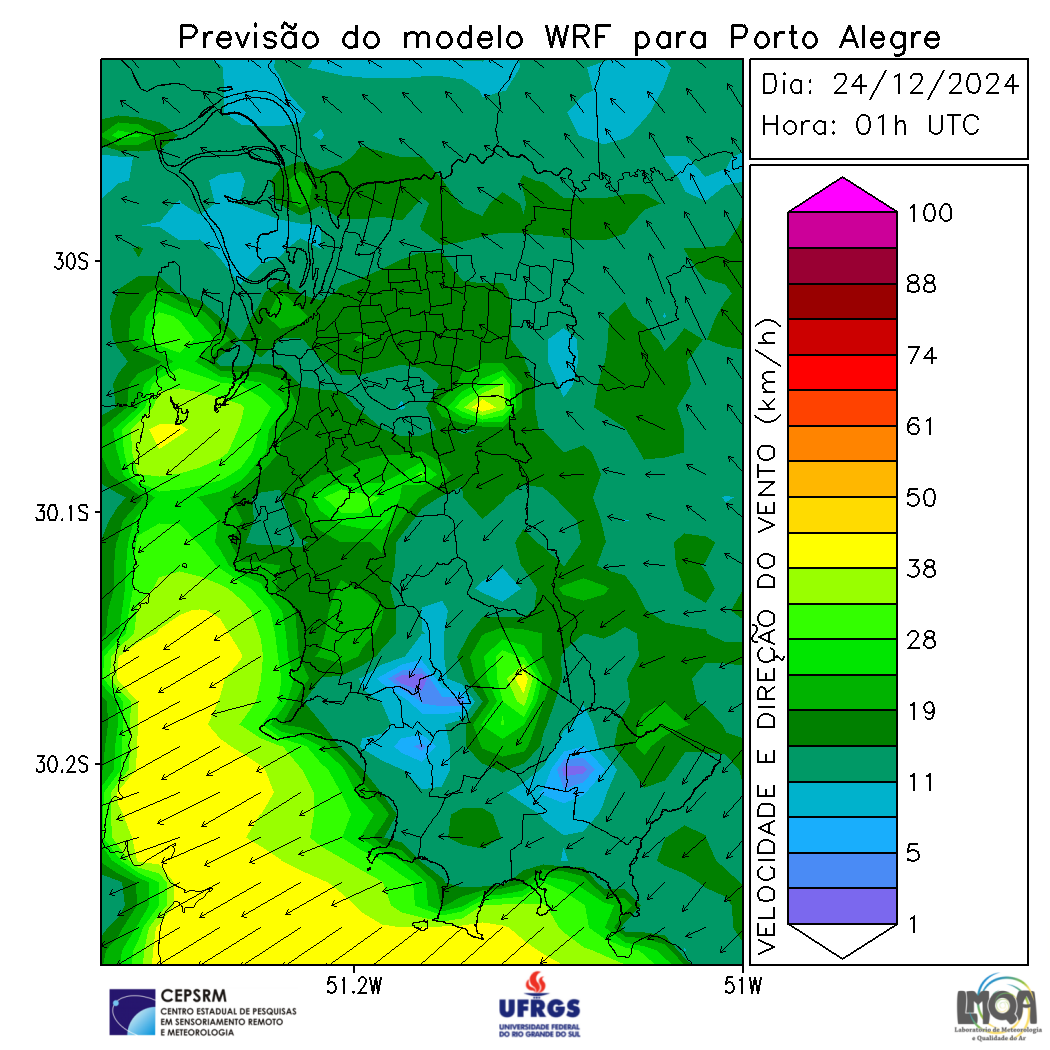 Previsão do modelo WRF para Porto Alegre
Dia: 24/12/2024
Hora: 01h UTC
30S
30.1S
30.2S
51.2W
51W
VELOCIDADE E DIREÇÃO DO VENTO (km/h)
100
88
74
61
50
38
28
19
11
5
1
CEPSRM
CENTRO ESTADUAL DE PESQUISAS
EM SENSORIAMENTO REMOTO
E METEOROLOGIA
UFRGS
UNIVERSIDADE FEDERAL
DO RIO GRANDE DO SUL
LMQA
Laboratório de Meteorologia
e Qualidade do Ar